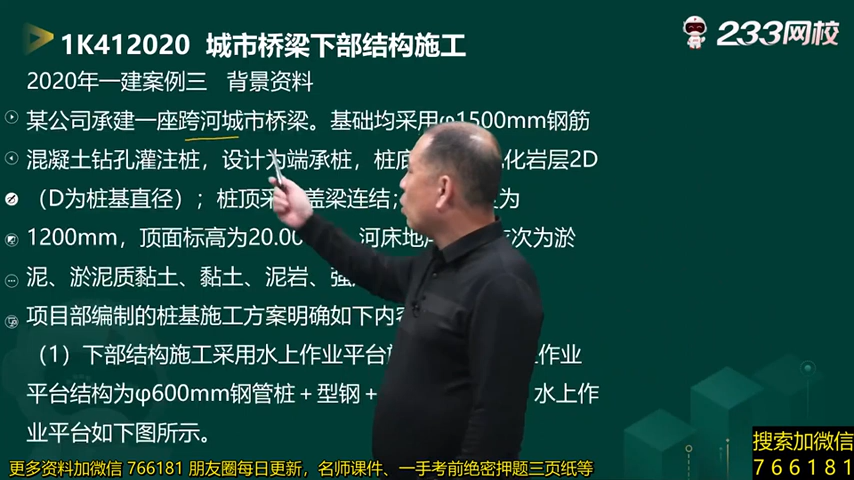 1K412020 城市桥梁下部结构施工
233网校
2020年一建案例三 背景资料
某公司承建一座跨河城市桥梁。基础均采用φ1500mm钢筋
混凝土钻孔灌注桩，设计为端承桩，桩底 化岩层2D
（D为桩基直径）；桩顶采 盖梁连结； 为
1200mm，顶面标高为20.00 ，河床地 次为淤
泥、淤泥质黏土、黏土、泥岩、强
项目部编制的桩基施工方案明确如下内
（1）下部结构施工采用水上作业平台 作业
平台结构为φ600mm钢管桩＋型钢＋ 水上作
业平台如下图所示。
搜索加微信
766181
更多资料加微信 766181 朋友圈每日更新，名师课件、一手考前绝密押题三页纸等